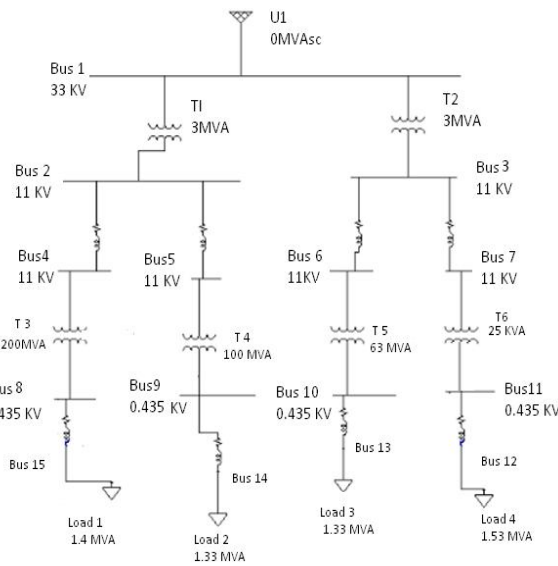 U1
0MVAsc
Bus 1
33 KV
T1
3MVA
T2
3MVA
Bus 2
11 KV
Bus 3
11 KV
Bus4
11 KV
Bus5
11 KV
Bus 6
11KV
Bus 7
11 KV
T 3
200MVA
T 4
100 MVA
T 5
63 MVA
T6
25 KVA
us 8
435 KV
Bus9
0.435 KV
Bus 10
0.435 KV
Bus11
0.435 KV
Bus 15
Bus 14
Bus 13
Bus 12
Load 1
1.4 MVA
Load 2
1.33 MVA
Load 3
1.33 MVA
Load 4
1.53 MVA